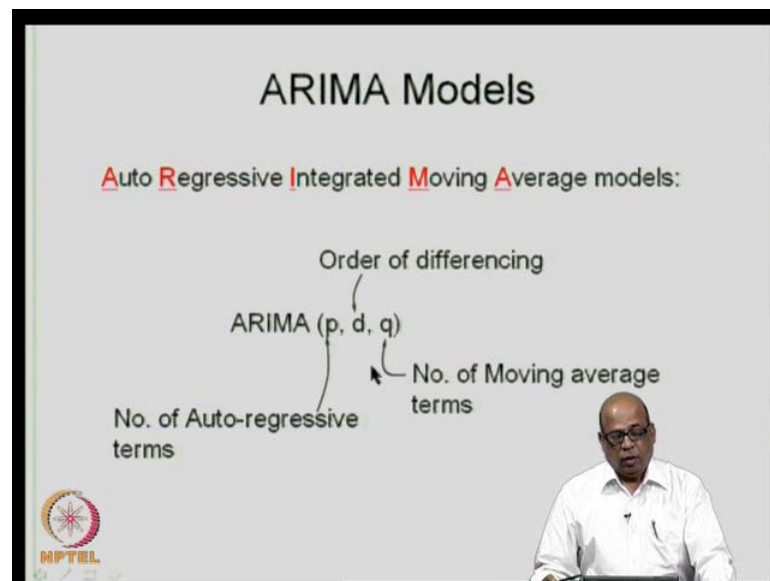 ARIMA Models
Auto Regressive Integrated Moving Average models:
Order of differencing
ARIMA (p, d, q)
No. of Moving average
terms
No. of Auto-regressive
terms
NPTEL